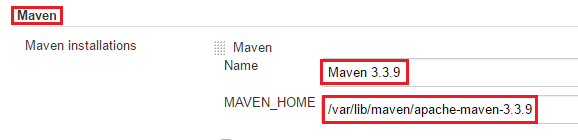 Maven
Maven installations
Maven
Name
Maven 3.3.9
MAVEN_HOME
/var/lib/maven/apache-maven-3.3.9